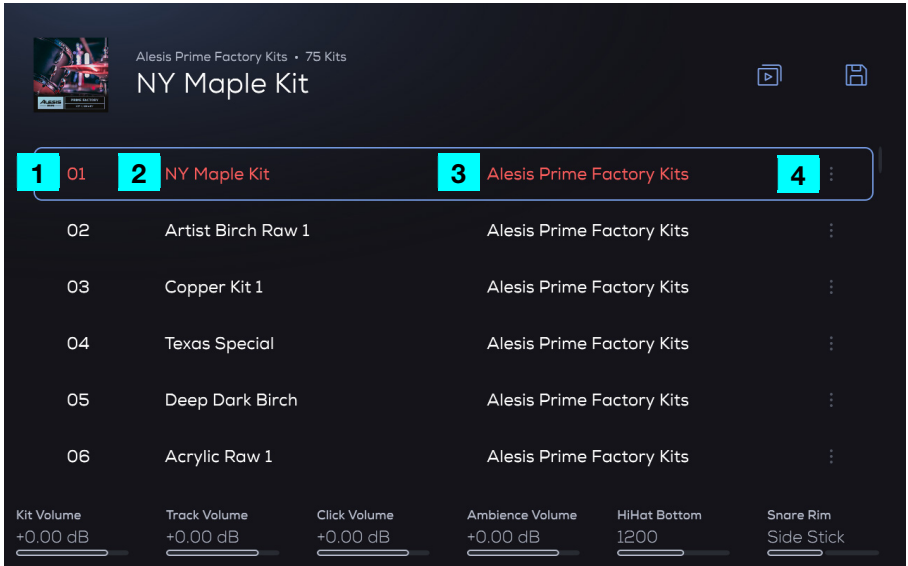 Alesis Prime Factory Kits • 75 Kits
NY Maple Kit
ALESIS
1 01 2 NY Maple Kit 3 Alesis Prime Factory Kits 4
02 Artist Birch Raw 1 Alesis Prime Factory Kits
03 Copper Kit 1 Alesis Prime Factory Kits
04 Texas Special Alesis Prime Factory Kits
05 Deep Dark Birch Alesis Prime Factory Kits
06 Acrylic Raw 1 Alesis Prime Factory Kits
Kit Volume Track Volume Click Volume Ambience Volume HiHat Bottom Snare Rim
+0.00 dB +0.00 dB +0.00 dB +0.00 dB 1200 Side Stick